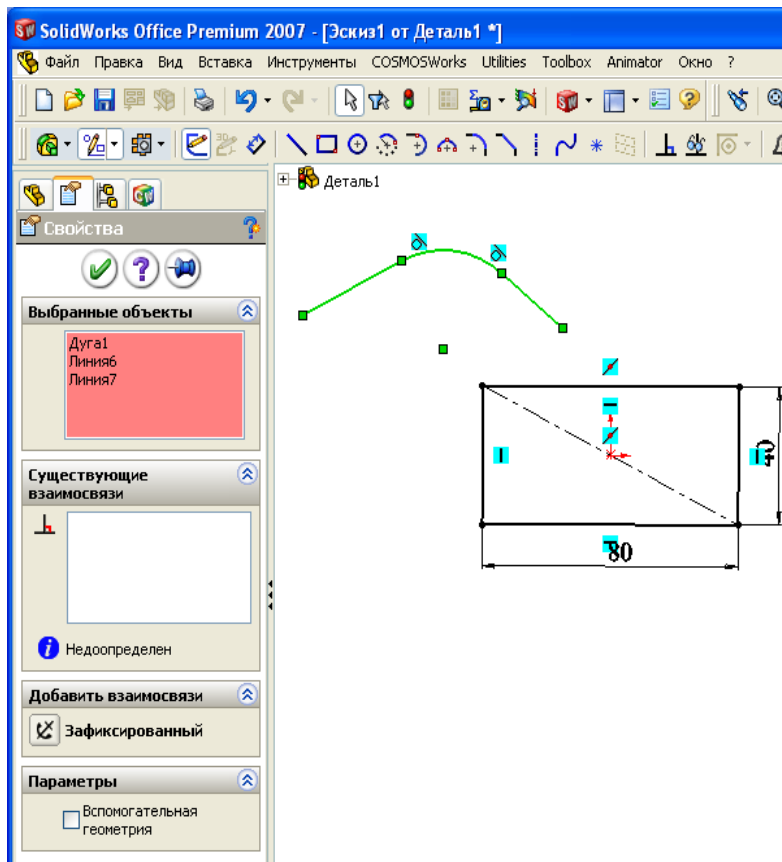 SolidWorks Office Premium 2007 - [Эскиз1 от Деталь1 *]
Файл Правка Вид Вставка Инструменты COSMOSWorks Utilities Toolbox Animator Окно ?
Деталь1
Свойства
Выбранные объекты
Дуга1
Линия6
Линия7
Существующие
взаимосвязи
Недоопределен
Добавить взаимосвязи
Зафиксированный
Параметры
Вспомогательная
геометрия
80